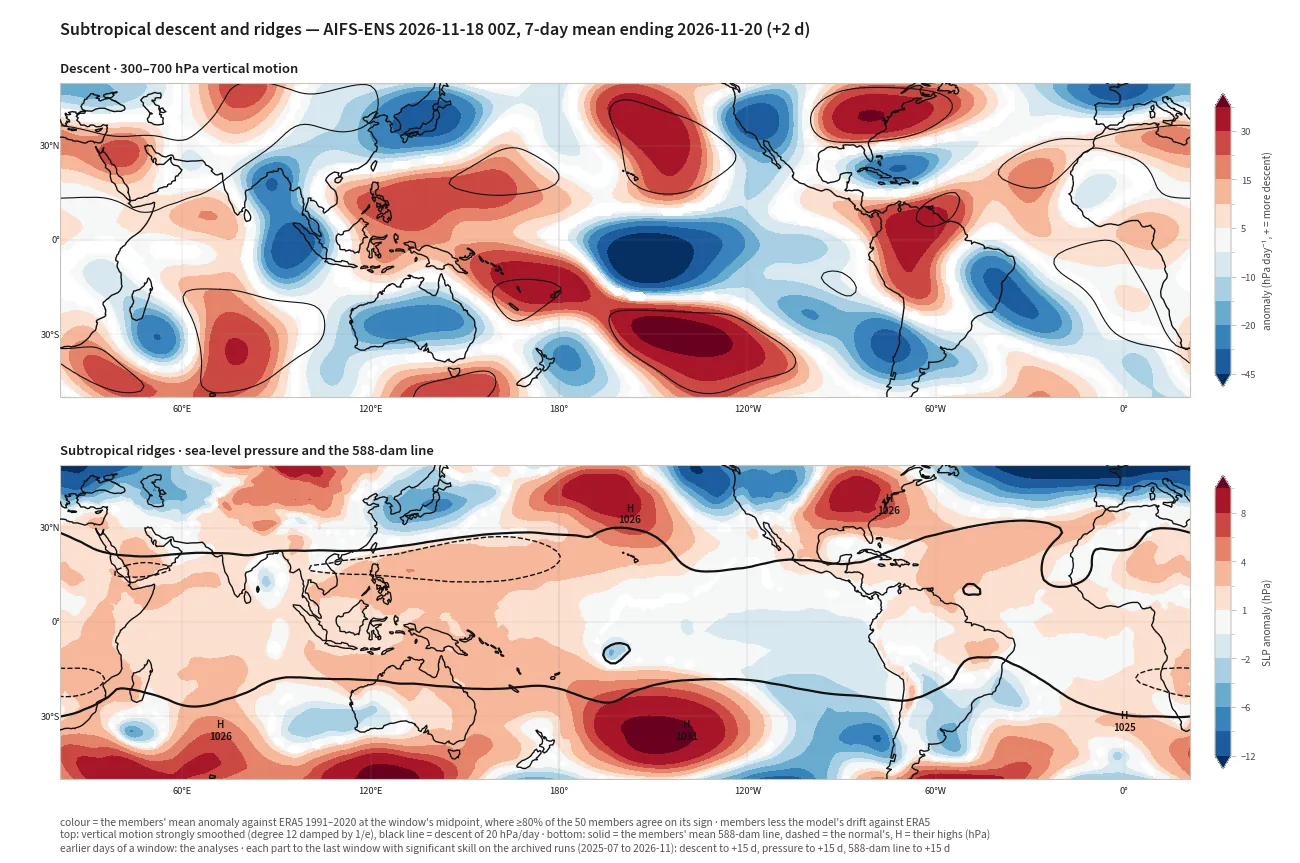 Subtropical descent and ridges — AIFS-ENS 2026-11-18 00Z, 7-day mean ending 2026-11-20 (+2 d)
Descent · 300–700 hPa vertical motion
30°N
0°
30°S
60°E
120°E
180°
120°W
60°W
0°
30
15
5
−10
−20
−45
anomaly (hPa day⁻¹, + = more descent)
Subtropical ridges · sea-level pressure and the 588-dam line
H
1026
H
1026
H
1026
H
1031
H
1025
30°N
0°
30°S
60°E
120°E
180°
120°W
60°W
0°
8
4
1
−2
−6
−12
SLP anomaly (hPa)
colour = the members' mean anomaly against ERA5 1991–2020 at the window's midpoint, where ≥80% of the 50 members agree on its sign · members less the model's drift against ERA5
top: vertical motion strongly smoothed (degree 12 damped by 1/e), black line = descent of 20 hPa/day · bottom: solid = the members' mean 588-dam line, dashed = the normal's, H = their highs (hPa)
earlier days of a window: the analyses · each part to the last window with significant skill on the archived runs (2025-07 to 2026-11): descent to +15 d, pressure to +15 d, 588-dam line to +15 d